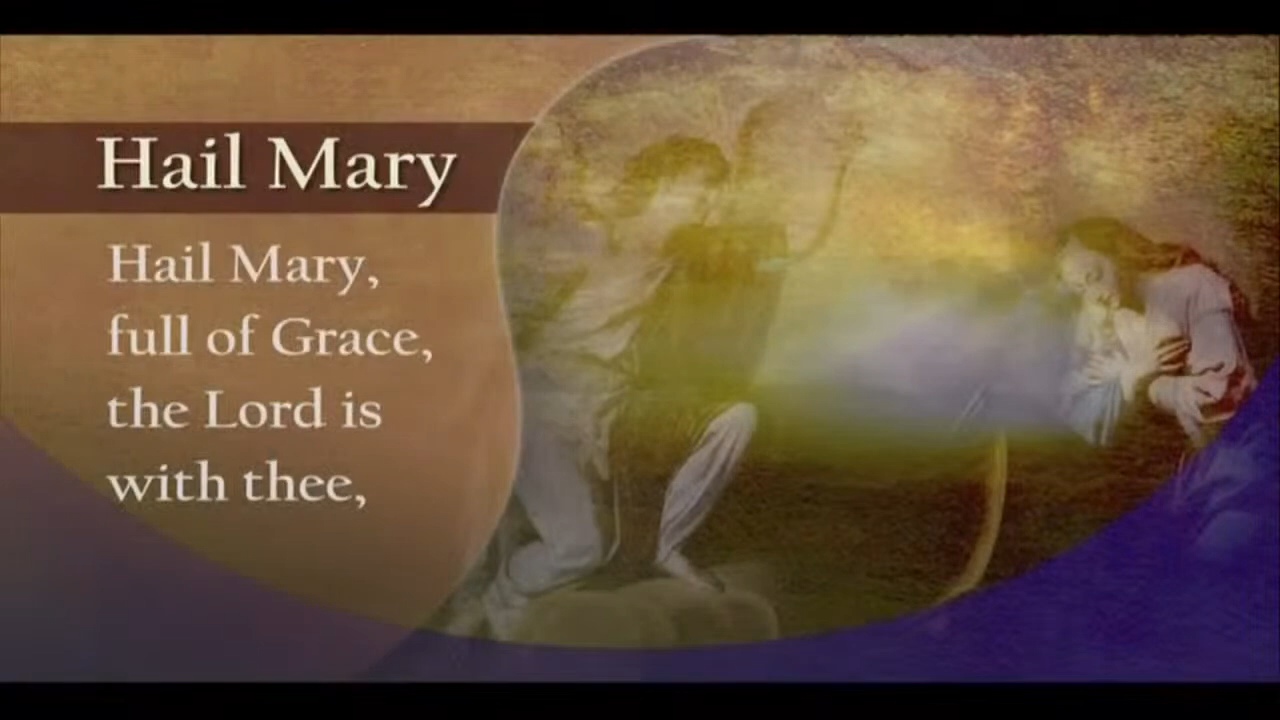 Hail Mary
Hail Mary,
full of Grace,
the Lord is
with thee,